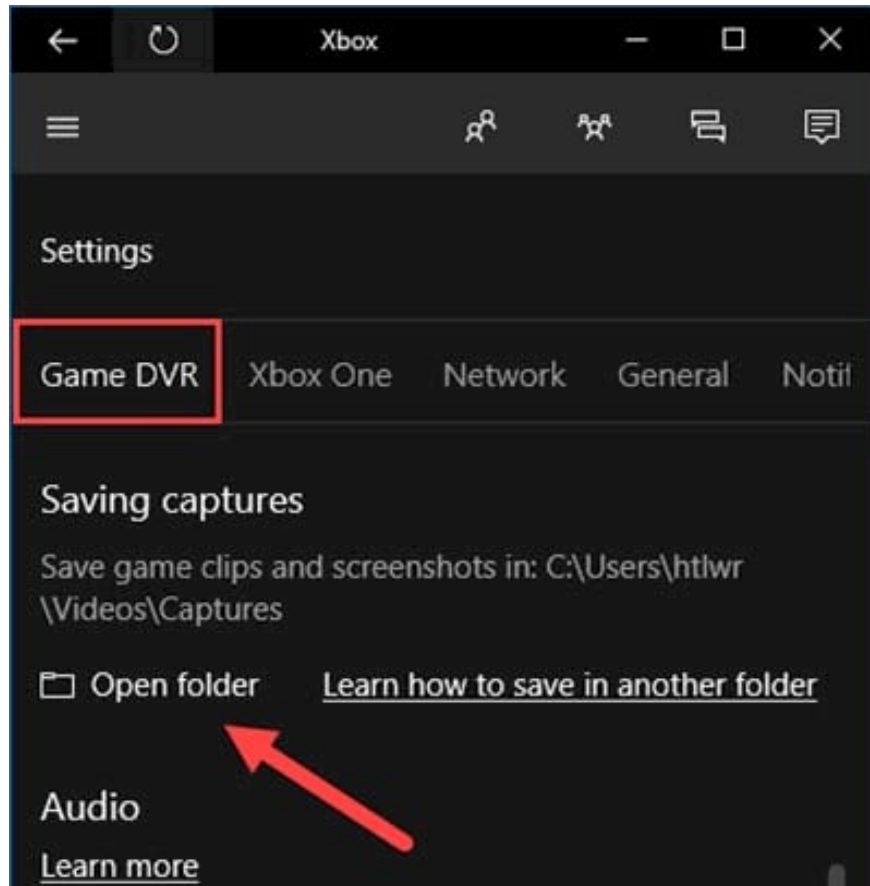 Xbox
Settings
Game DVR Xbox One Network General Notif
Saving captures
Save game clips and screenshots in: C:\Users\htlwr
\Videos\Captures
Open folder Learn how to save in another folder
Audio
Learn more